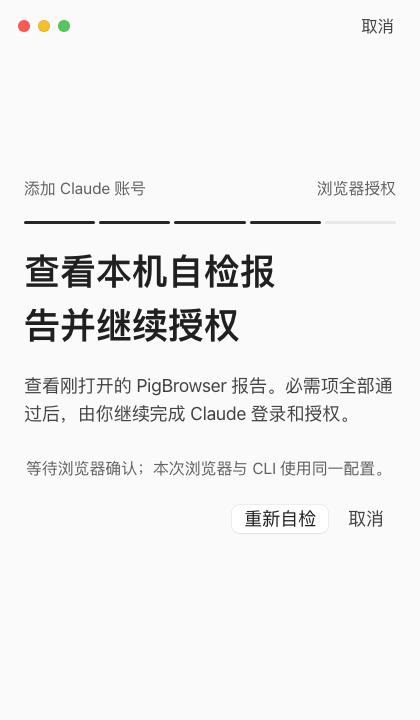 取消
添加 Claude 账号
浏览器授权
查看本机自检报
告并继续授权
查看刚打开的 PigBrowser 报告。必需项全部通
过后，由你继续完成 Claude 登录和授权。
等待浏览器确认；本次浏览器与 CLI 使用同一配置。
重新自检
取消